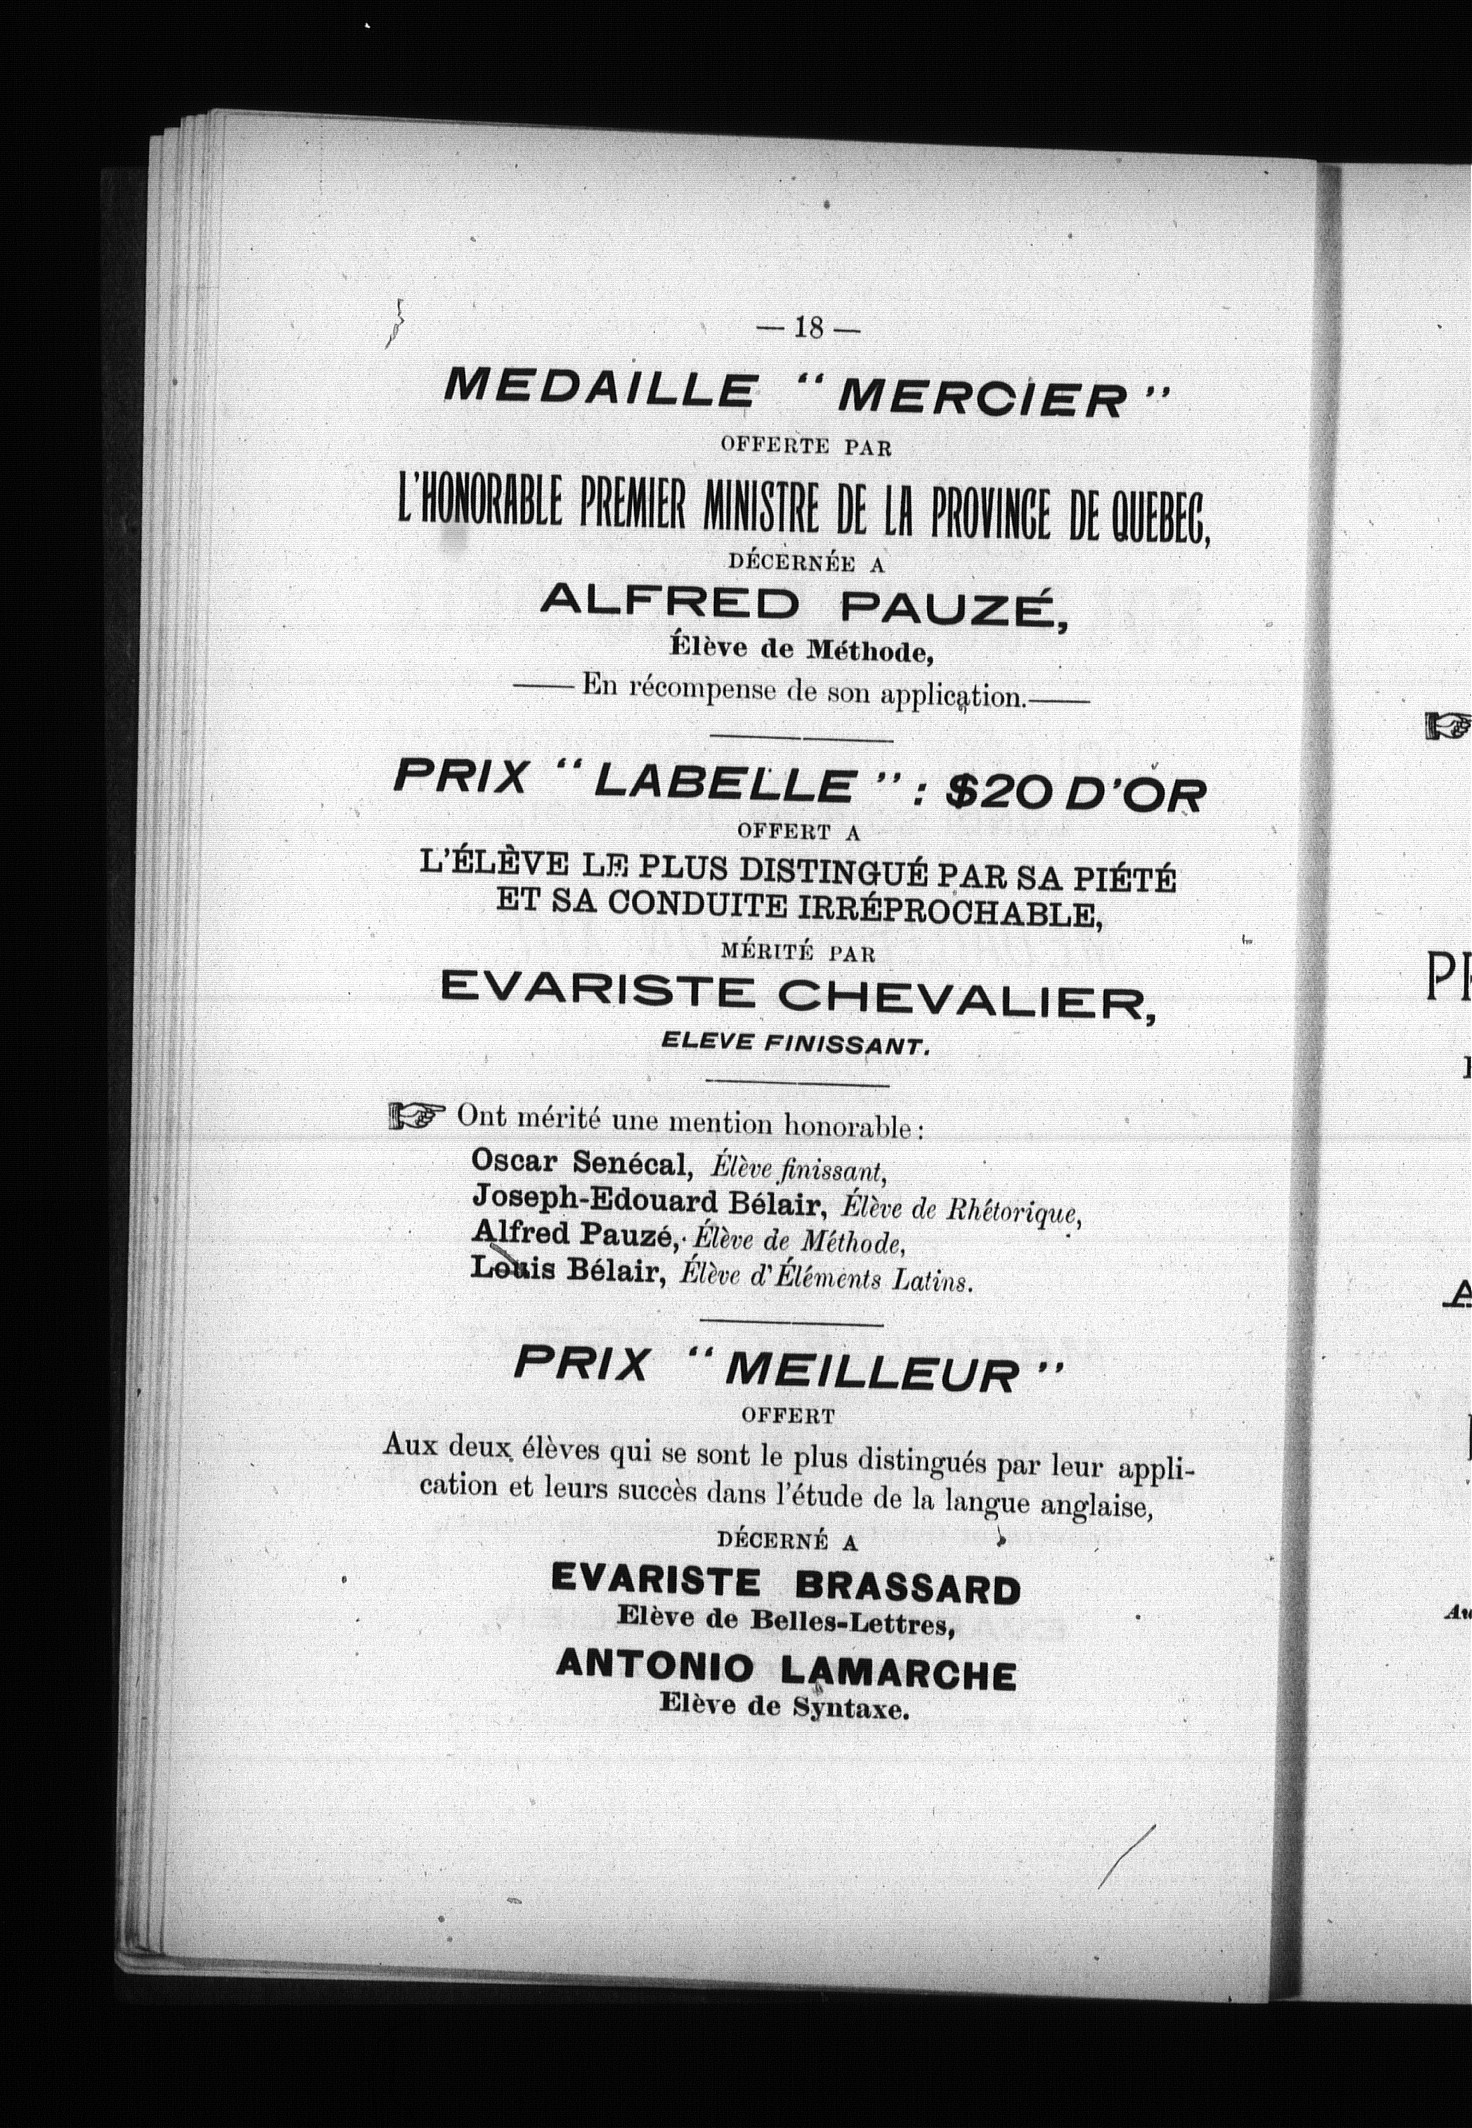 — 18 —
MEDAILLE “ MERCIER ”
OFFERTE PAR
L'HONORABLE PREMIER MINISTRE DE LA PROVINCE DE QUEBEC,
DÉCERNÉE A
ALFRED PAUZÉ,
Élève de Méthode,
—— En récompense de son application.——
PRIX “ LABELLE ” : $20 D'OR
OFFERT A
L'ÉLÈVE LE PLUS DISTINGUÉ PAR SA PIÉTÉ
ET SA CONDUITE IRRÉPROCHABLE,
MÉRITÉ PAR
EVARISTE CHEVALIER,
ELEVE FINISSANT.
☞ Ont mérité une mention honorable :
Oscar Senécal, Élève finissant,
Joseph-Edouard Bélair, Élève de Rhétorique,
Alfred Pauzé, Élève de Méthode,
Louis Bélair, Élève d'Éléments Latins.
PRIX “ MEILLEUR ”
OFFERT
Aux deux élèves qui se sont le plus distingués par leur appli-
cation et leurs succès dans l'étude de la langue anglaise,
DÉCERNÉ A
EVARISTE BRASSARD
Elève de Belles-Lettres,
ANTONIO LAMARCHE
Elève de Syntaxe.